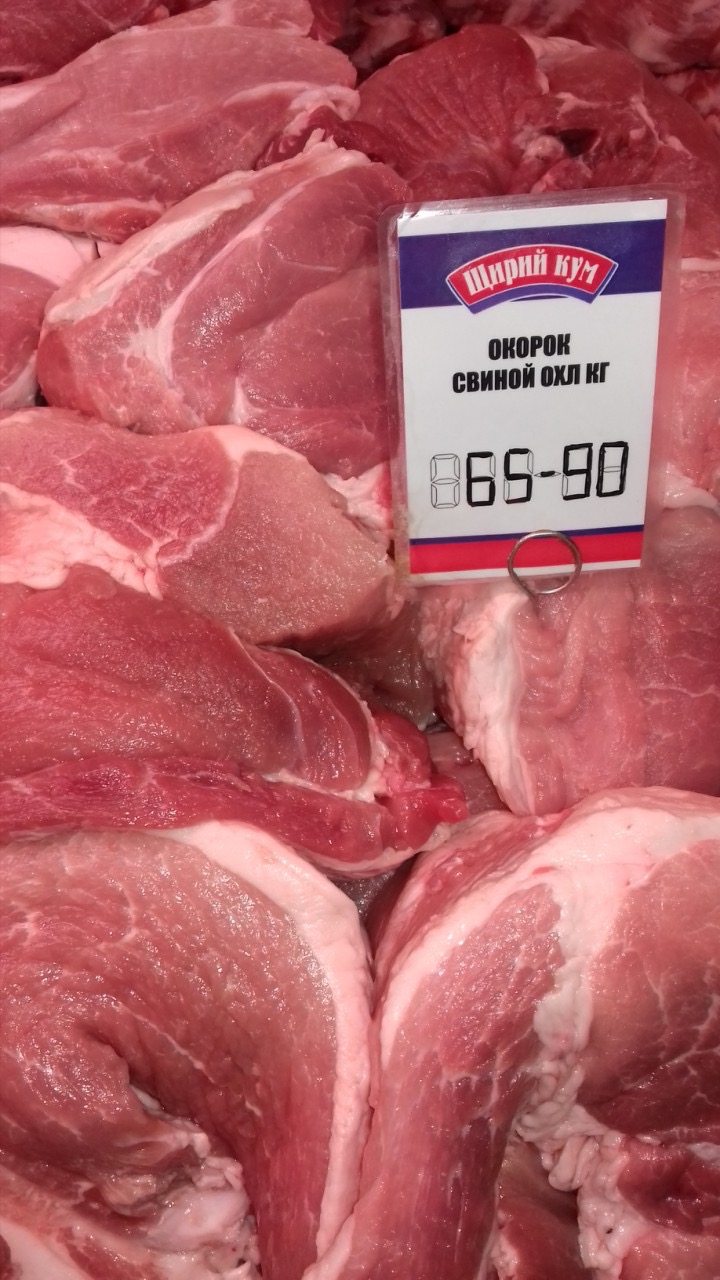 Щирий кум
ОКОРОК
СВИНОЙ ОХЛ КГ
65-90